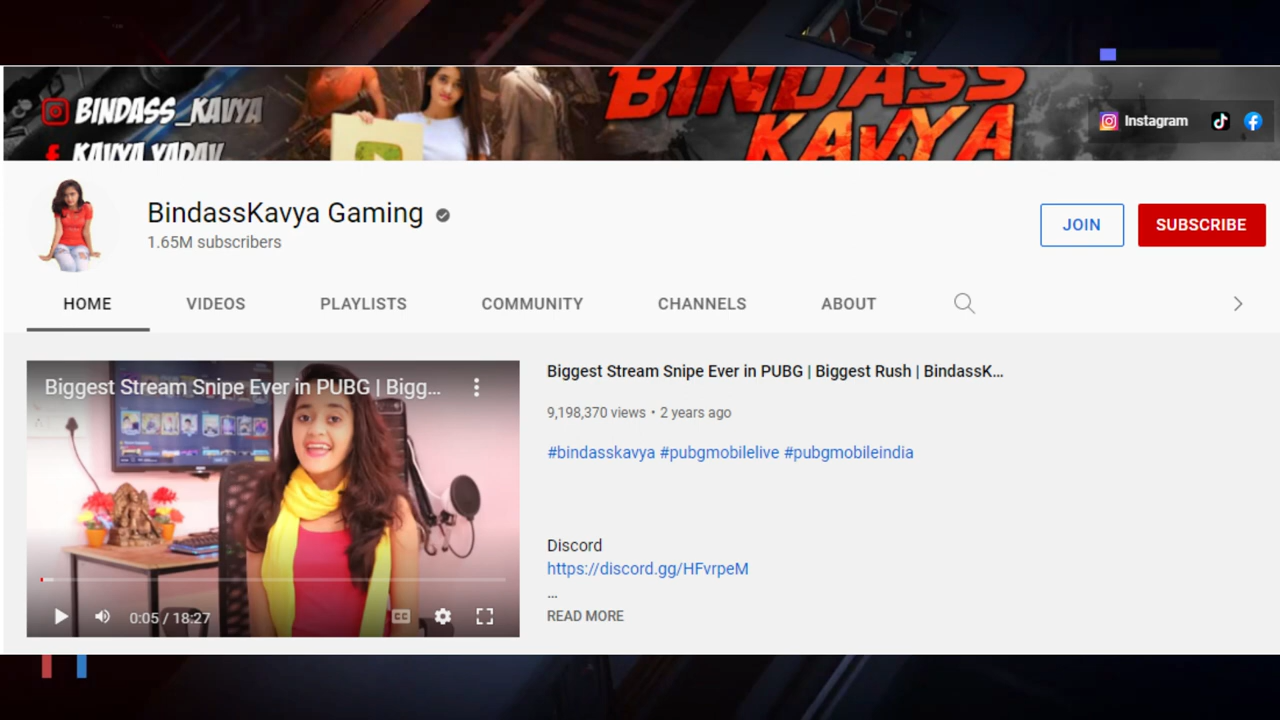 BINDASS_KAVYA
KAVYA YADAV
BINDASS
KAVYA
Instagram
BindassKavya Gaming
1.65M subscribers
JOIN
SUBSCRIBE
HOME
VIDEOS
PLAYLISTS
COMMUNITY
CHANNELS
ABOUT
Biggest Stream Snipe Ever in PUBG | Bigg...
0:05 / 18:27
CC
Biggest Stream Snipe Ever in PUBG | Biggest Rush | BindassK...
9,198,370 views • 2 years ago
#bindasskavya #pubgmobilelive #pubgmobileindia
Discord
https://discord.gg/HFvrpeM
...
READ MORE